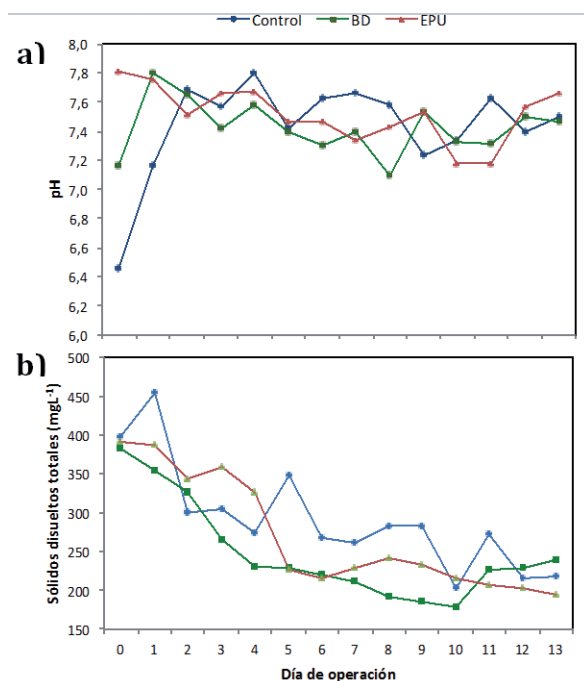 Control BD EPU
a)
8,0
7,8
7,6
7,4
7,2
7,0
6,8
6,6
6,4
6,2
6,0
pH
b)
500
450
400
350
300
250
200
150
Sólidos disueltos totales (mgL⁻¹)
0 1 2 3 4 5 6 7 8 9 10 11 12 13
Día de operación